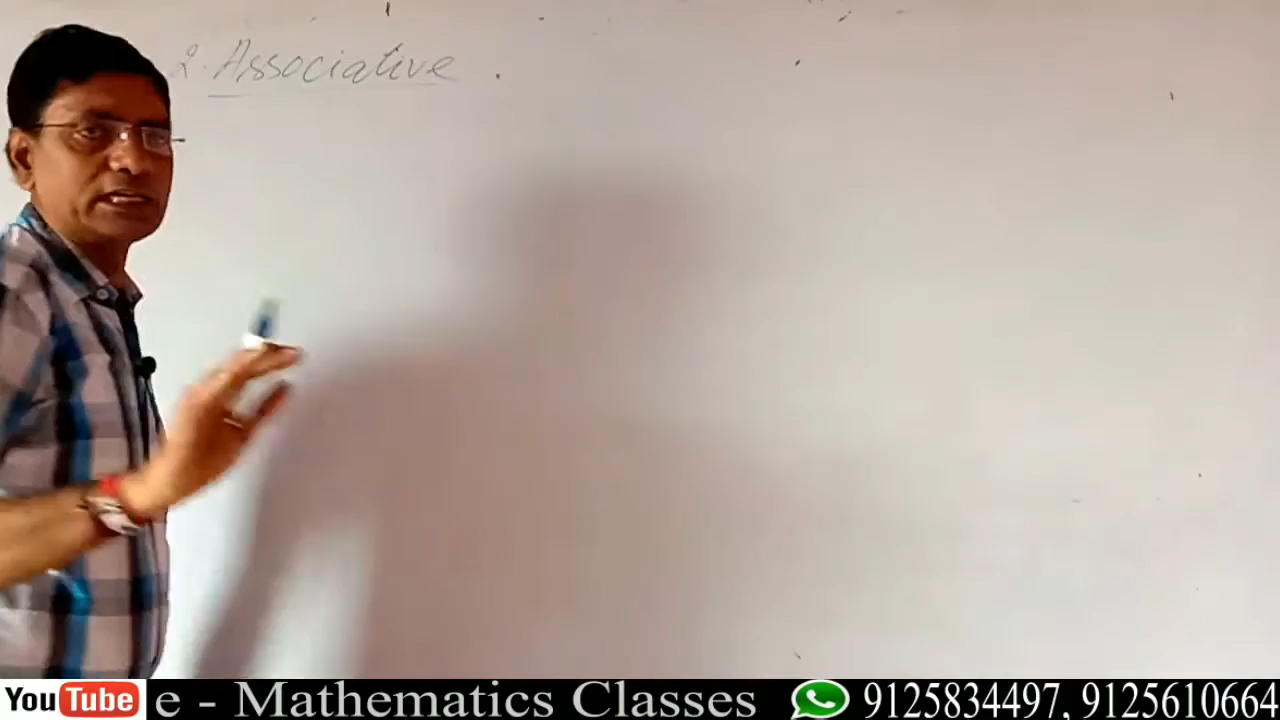 2. Associative .
YouTube e - Mathematics Classes 9125834497, 9125610664